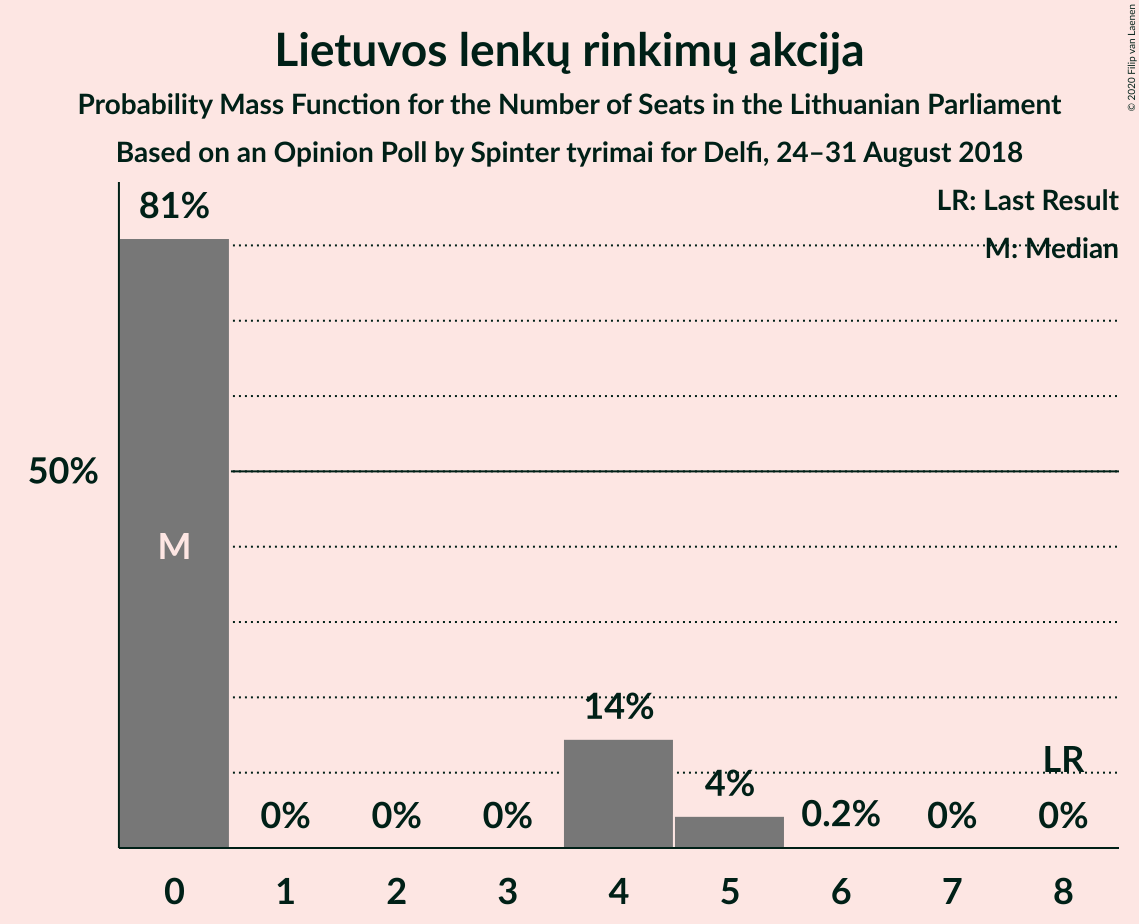 Lietuvos lenkų rinkimų akcija
Probability Mass Function for the Number of Seats in the Lithuanian Parliament
Based on an Opinion Poll by Spinter tyrimai for Delfi, 24–31 August 2018
© 2020 Filip van Laenen
LR: Last Result
M: Median
81%
50%
M
14%
LR
4%
0% 0% 0% 0.2% 0% 0%
0 1 2 3 4 5 6 7 8